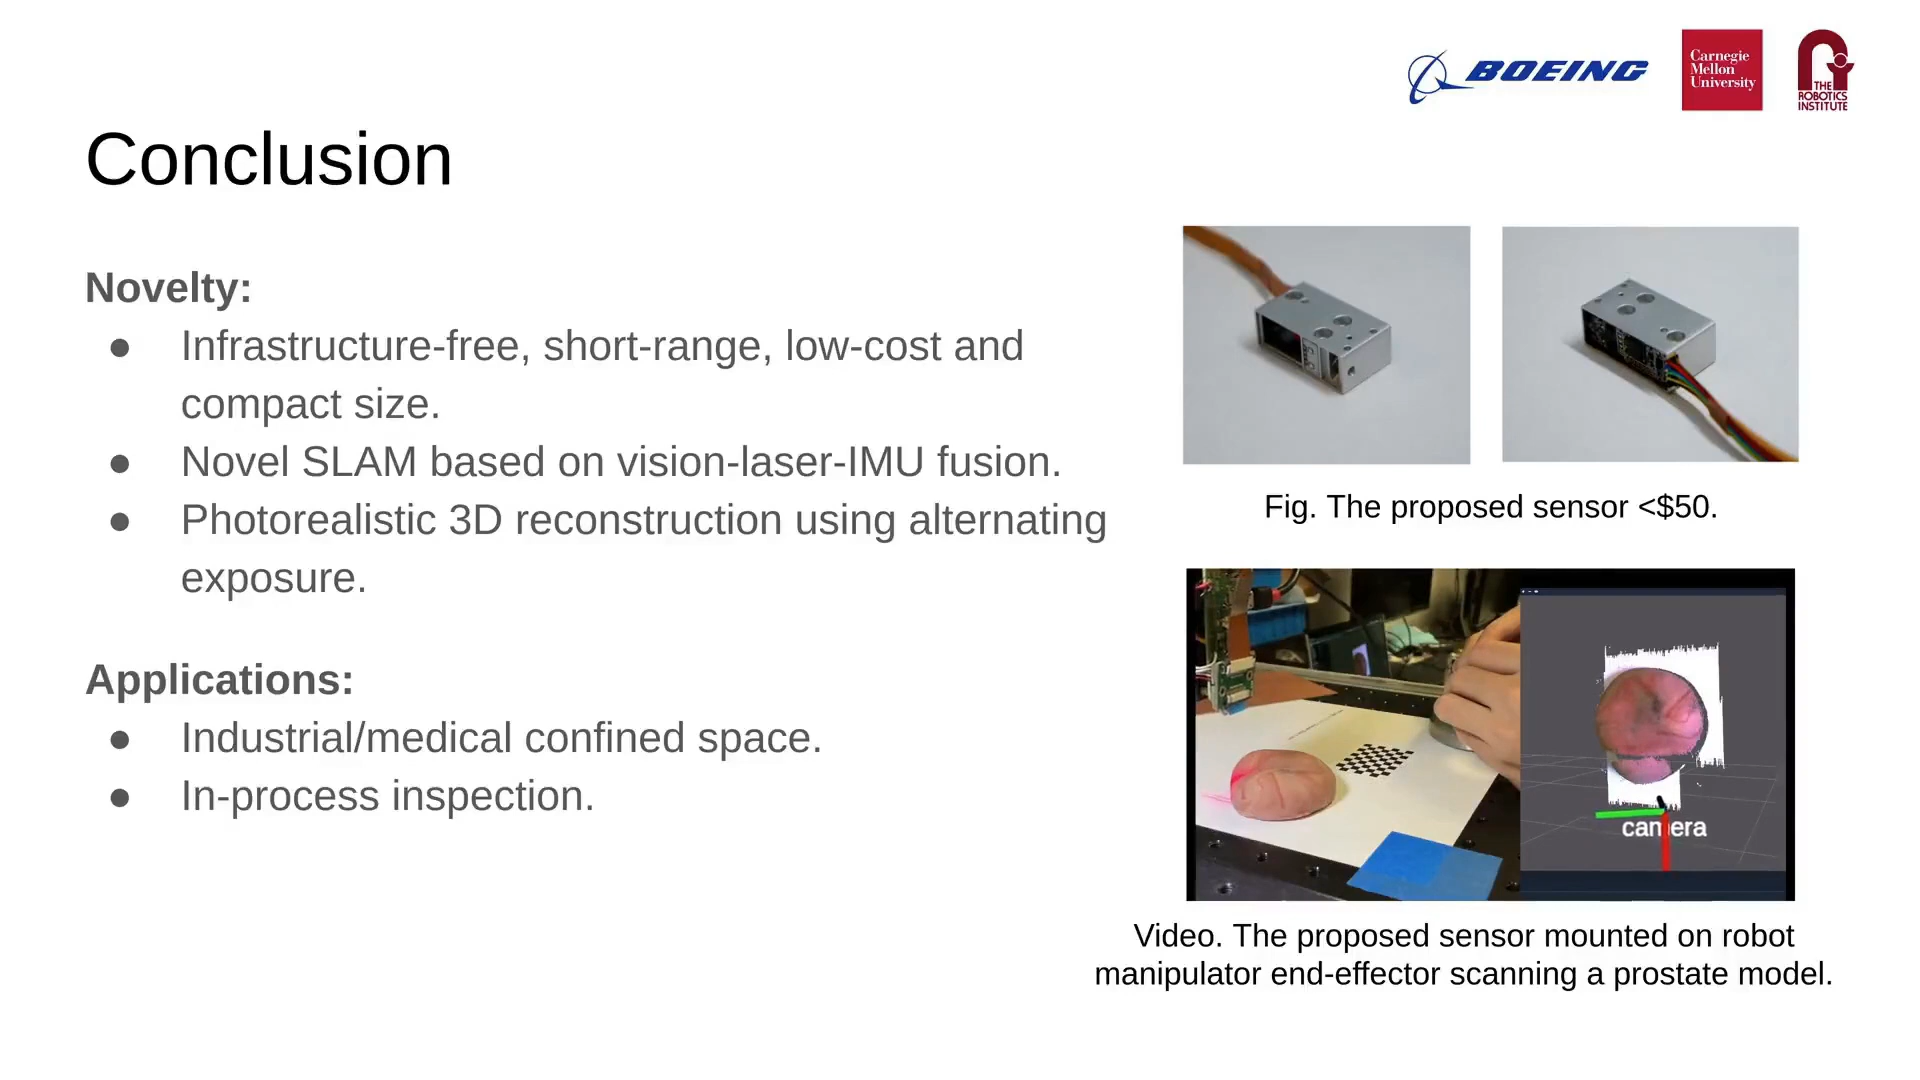 BOEING
Carnegie
Mellon
University
THE
ROBOTICS
INSTITUTE
Conclusion
Novelty:
● Infrastructure-free, short-range, low-cost and
compact size.
● Novel SLAM based on vision-laser-IMU fusion.
● Photorealistic 3D reconstruction using alternating
exposure.
Applications:
● Industrial/medical confined space.
● In-process inspection.
Fig. The proposed sensor <$50.
camera
Video. The proposed sensor mounted on robot
manipulator end-effector scanning a prostate model.